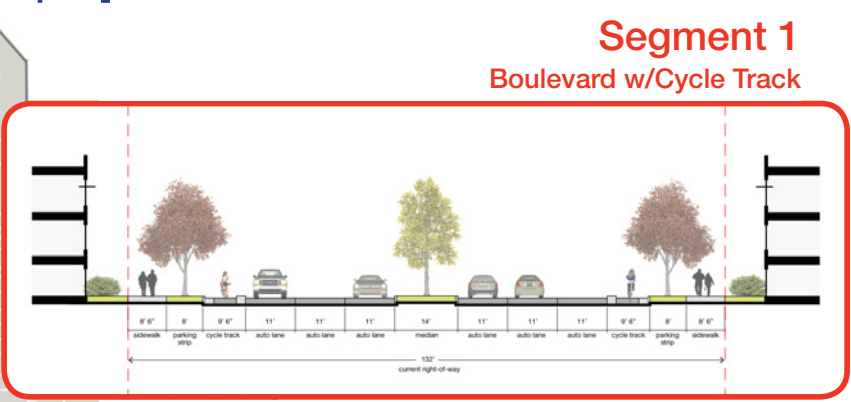 Segment 1
Boulevard w/Cycle Track
8' 6" 8' 9' 6" 11' 11' 11' 14' 11' 11' 11' 9' 6" 8' 8' 6"
sidewalk parking cycle track auto lane auto lane auto lane median auto lane auto lane auto lane cycle track parking sidewalk
strip strip
132'
current right-of-way